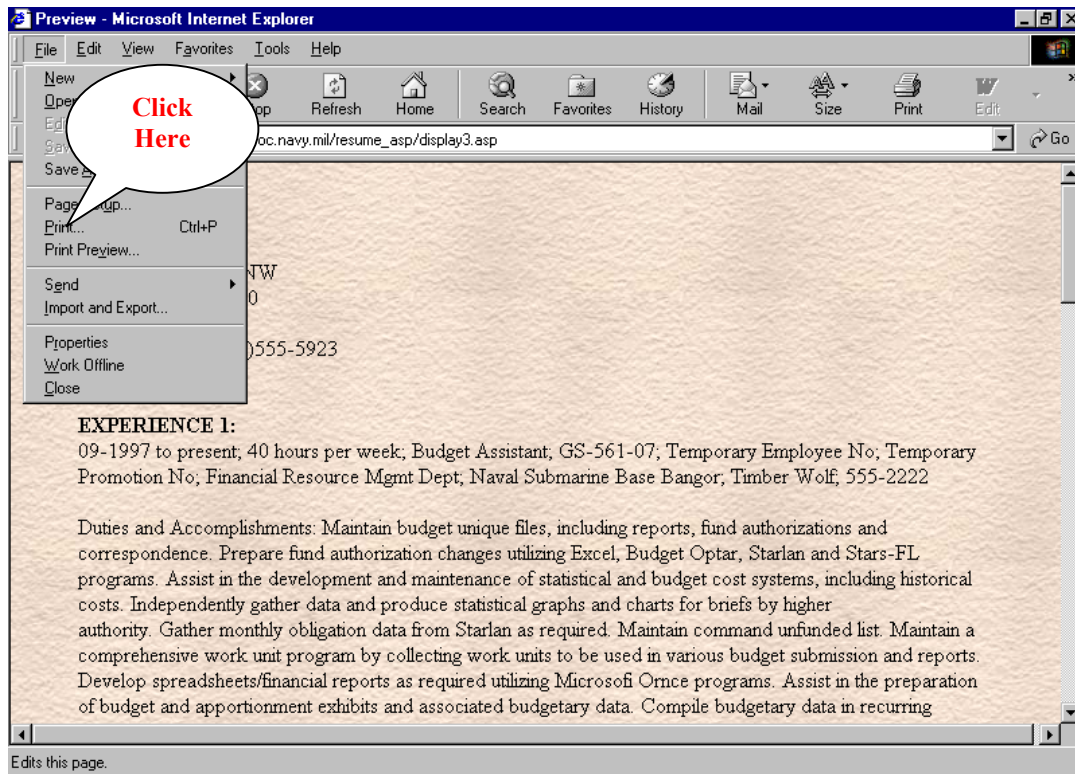 Preview - Microsoft Internet Explorer
File Edit View Favorites Tools Help
New
Click
Here
Refresh Home Search Favorites History Mail Size Print Edit
oc.navy.mil/resume_asp/display3.asp Go
Save
Print... Ctrl+P
Print Preview...
NW
Send
0
Import and Export...
Properties
)555-5923
Work Offline
Close
EXPERIENCE 1:
09-1997 to present; 40 hours per week; Budget Assistant; GS-561-07; Temporary Employee No; Temporary
Promotion No; Financial Resource Mgmt Dept; Naval Submarine Base Bangor; Timber Wolf; 555-2222
Duties and Accomplishments: Maintain budget unique files, including reports, fund authorizations and
correspondence. Prepare fund authorization changes utilizing Excel, Budget Optar, Starlan and Stars-FL
programs. Assist in the development and maintenance of statistical and budget cost systems, including historical
costs. Independently gather data and produce statistical graphs and charts for briefs by higher
authority. Gather monthly obligation data from Starlan as required. Maintain command unfunded list. Maintain a
comprehensive work unit program by collecting work units to be used in various budget submission and reports.
Develop spreadsheets/financial reports as required utilizing Microsofi Ornce programs. Assist in the preparation
of budget and apportionment exhibits and associated budgetary data. Compile budgetary data in recurring
Edits this page.